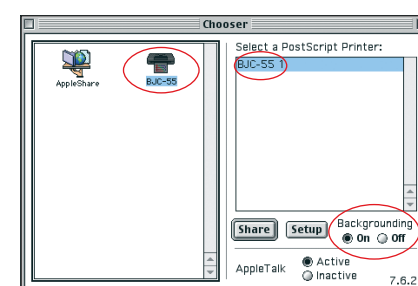 Chooser
AppleShare
BJC-55
Select a PostScript Printer:
BJC-55 1
Share
Setup
Backgrounding
On Off
AppleTalk
Active
Inactive
7.6.2